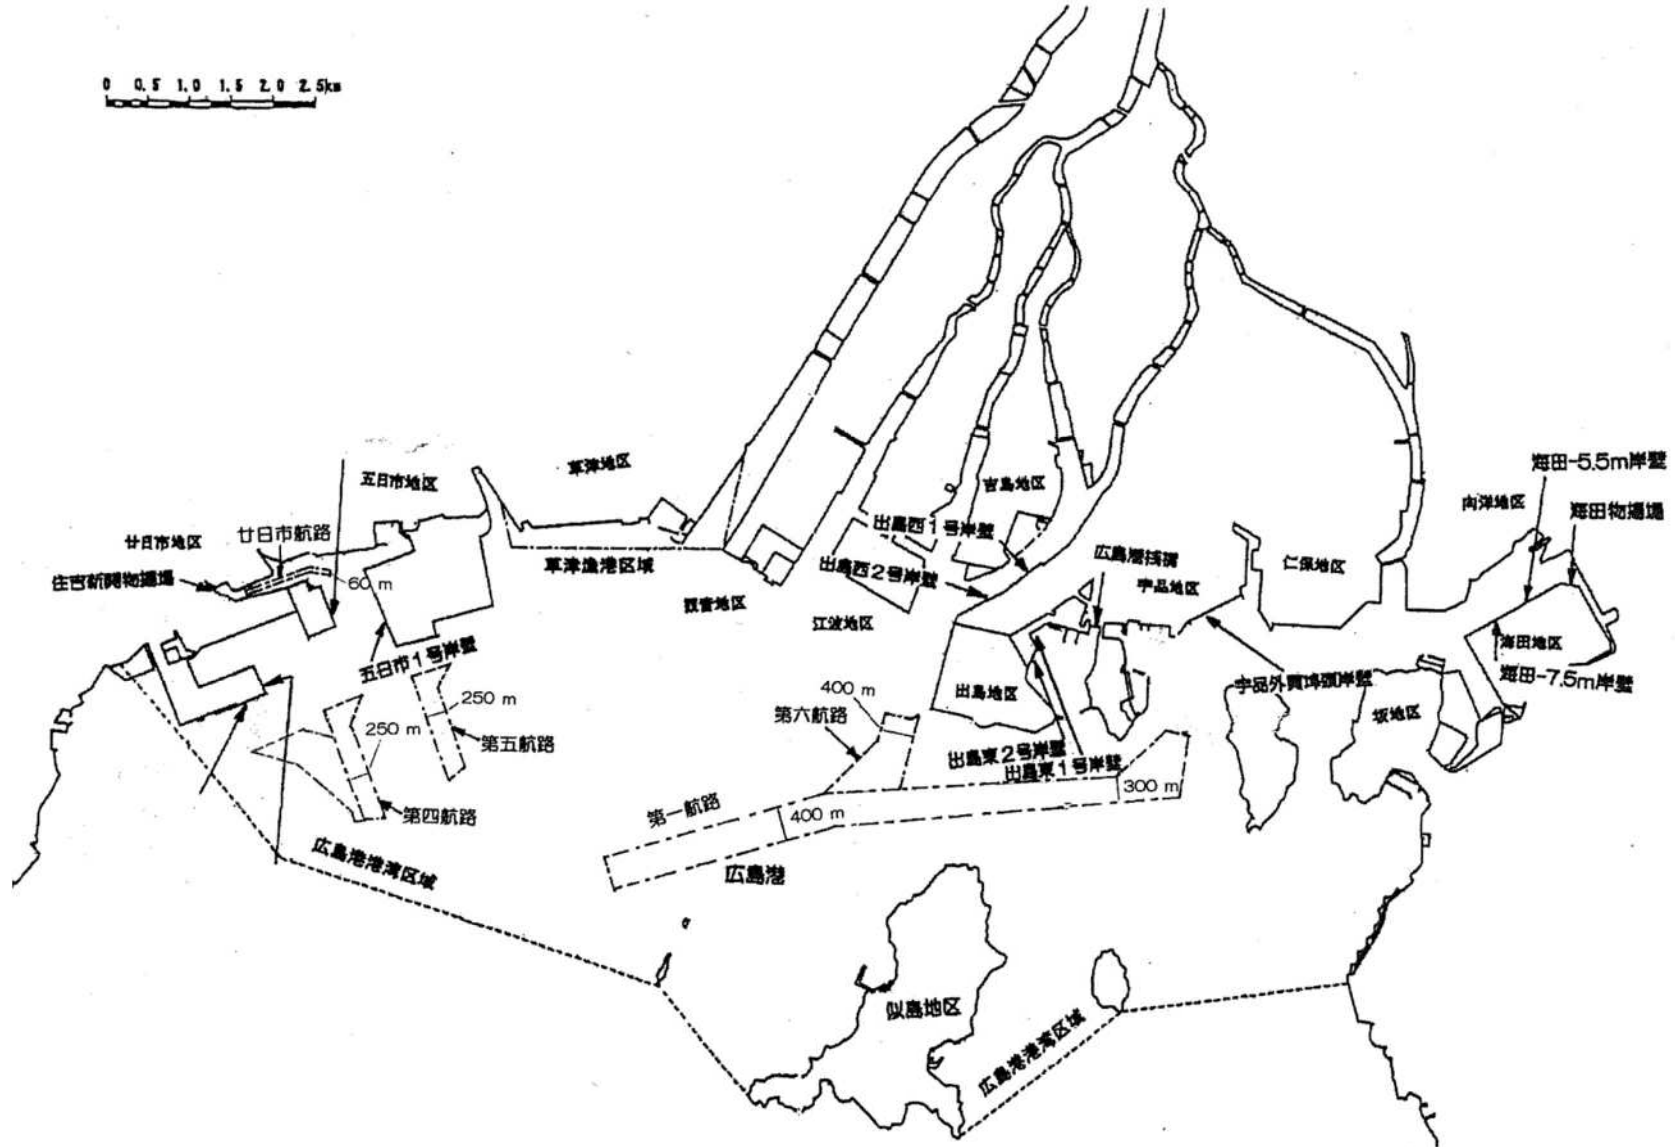 0 0.5 1.0 1.5 2.0 2.5km
草津地区
五日市地区
廿日市航路
廿日市地区
住吉新開物揚場
60 m
草津漁港区域
観音地区
江波地区
吉島地区
出島西1号岸壁
出島西2号岸壁
広島港桟橋
宇品地区
仁保地区
向洋地区
海田-5.5m岸壁
海田物揚場
海田地区
海田-7.5m岸壁
宇品外貿埠頭岸壁
坂地区
出島地区
出島東2号岸壁
出島東1号岸壁
五日市1号岸壁
250 m
250 m
第五航路
第四航路
400 m
第六航路
第一航路
400 m
300 m
広島港
広島港港湾区域
似島地区
広島港港湾区域